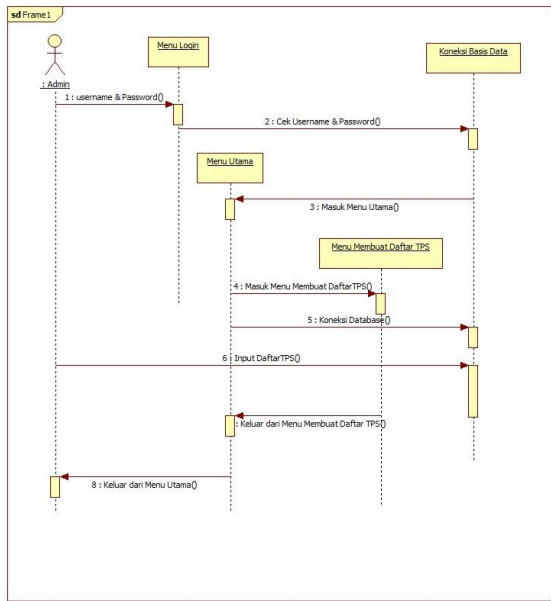 sd Frame1
Menu Login
Koneksi Basis Data
: Admin
1 : username & Password()
2 : Cek Username & Password()
Menu Utama
3 : Masuk Menu Utama()
Menu Membuat Daftar TPS
4 : Masuk Menu Membuat DaftarTPS()
5 : Koneksi Database()
6 : Input DaftarTPS()
: Keluar dari Menu Membuat Daftar TPS()
8 : Keluar dari Menu Utama()